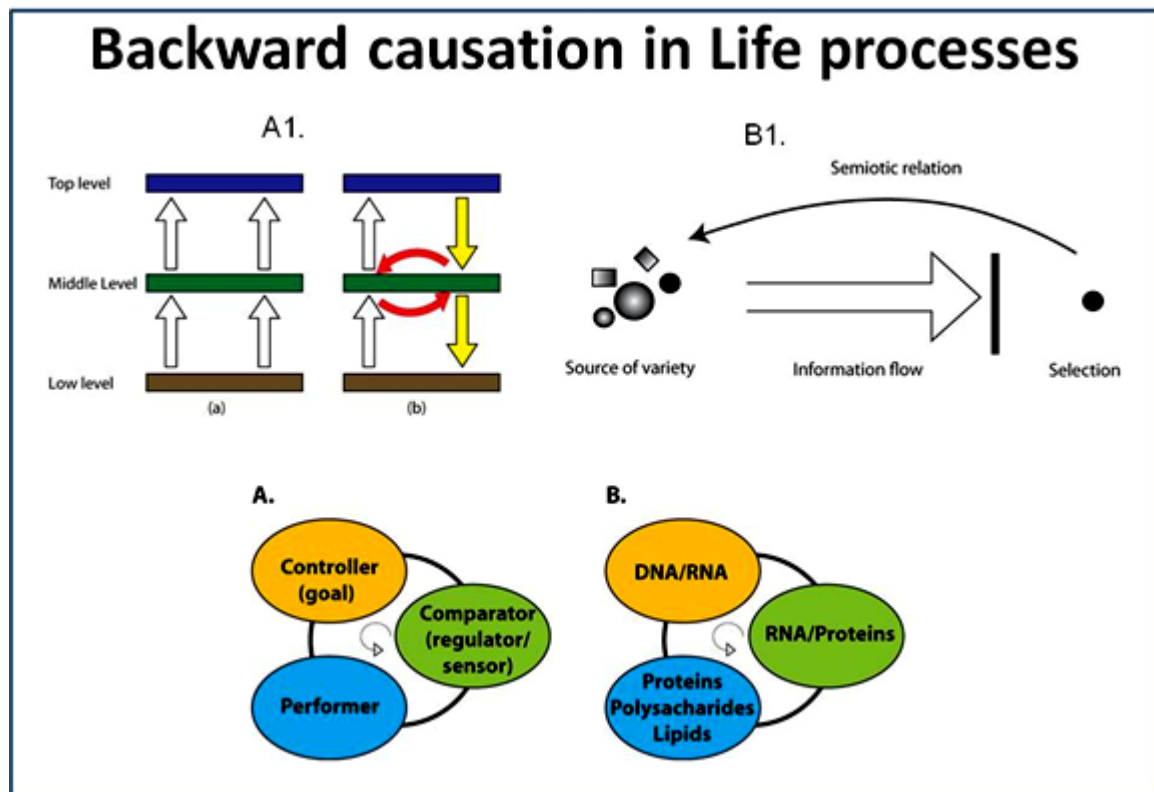 Backward causation in Life processes
A1.
Top level
Middle Level
Low level
(a)
(b)
B1.
Semiotic relation
Source of variety
Information flow
Selection
A.
Controller
(goal)
Comparator
(regulator/
sensor)
Performer
B.
DNA/RNA
RNA/Proteins
Proteins
Polysacharides
Lipids